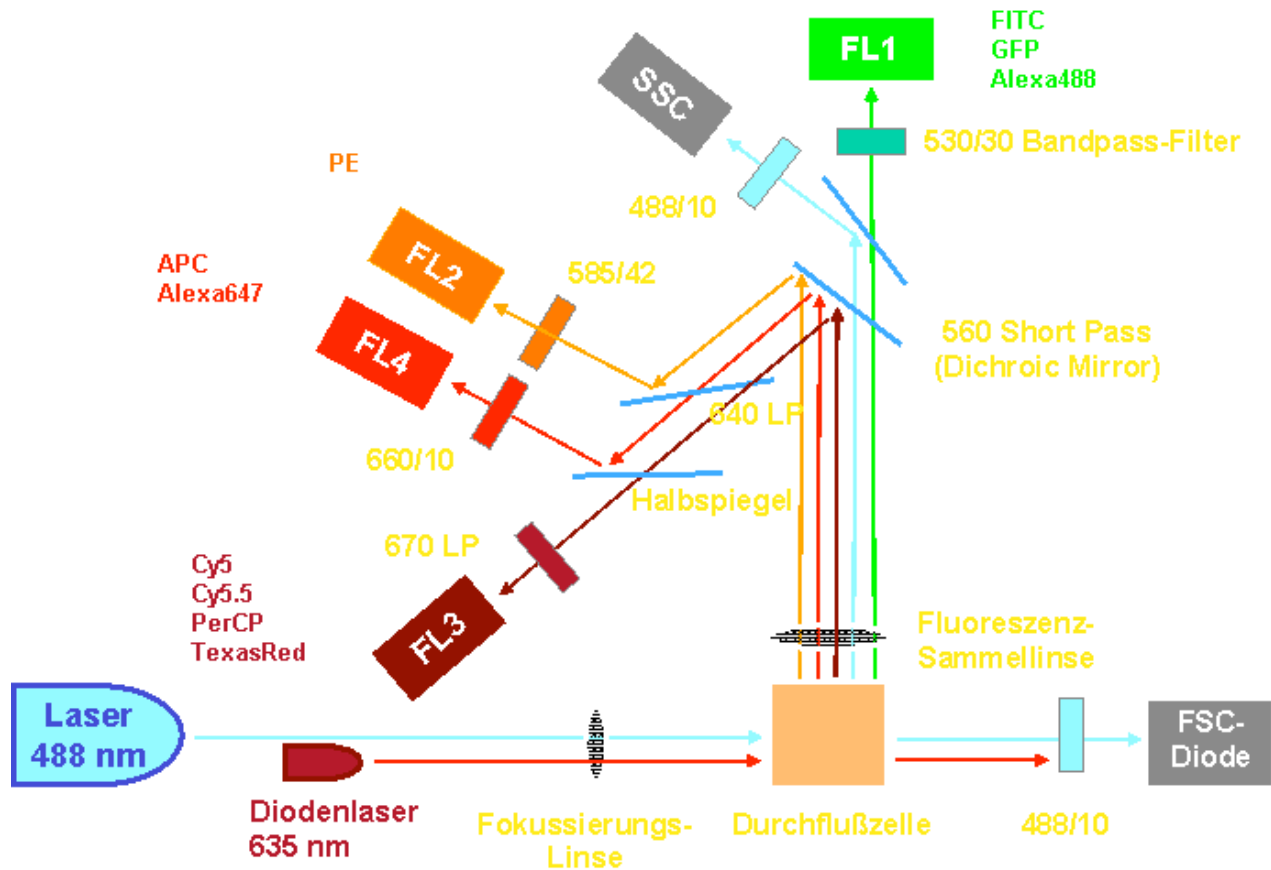 FITC
GFP
Alexa488
FL1
SSC
530/30 Bandpass-Filter
PE
488/10
FL2
585/42
APC
Alexa647
FL4
560 Short Pass
(Dichroic Mirror)
640 LP
660/10
Halbspiegel
670 LP
Cy5
Cy5.5
PerCP
TexasRed
FL3
Fluoreszenz-
Sammellinse
Laser
488 nm
FSC-
Diode
Diodenlaser
635 nm
Fokussierungs-
Linse
Durchflußzelle
488/10